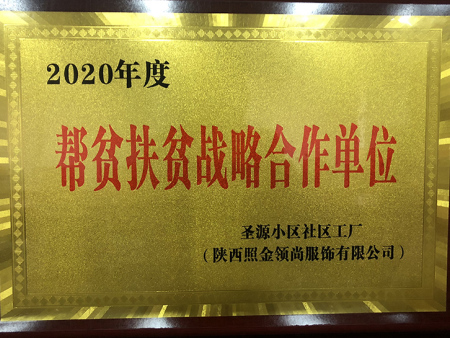 2020年度
帮贫扶贫战略合作单位
圣源小区社区工厂
（陕西照金领尚服饰有限公司）